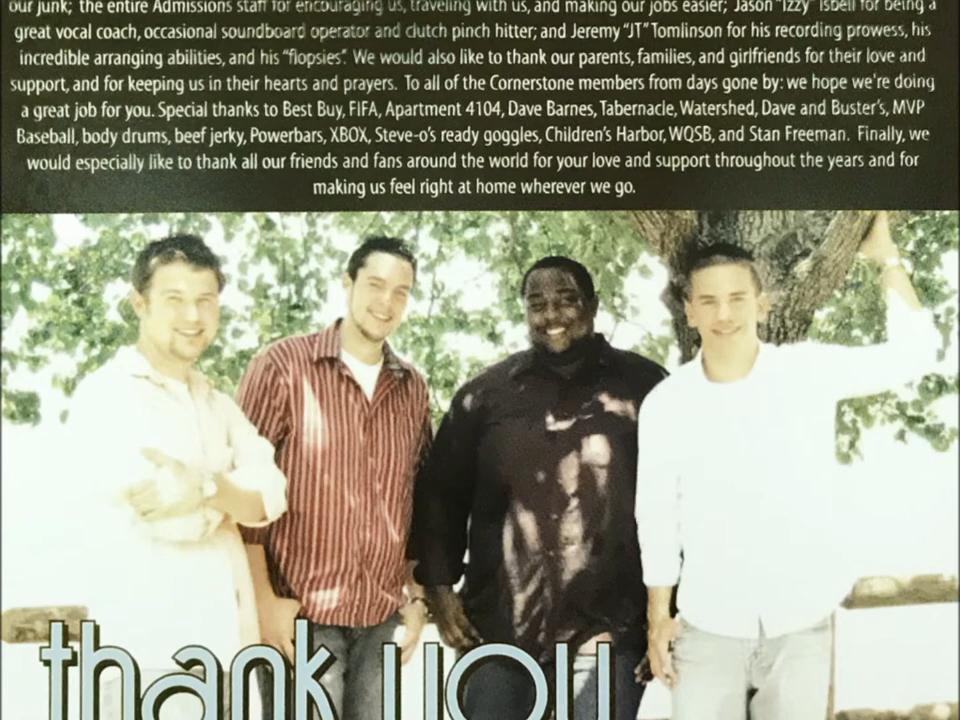 our junk; the entire Admissions staff for encouraging us, traveling with us, and making our jobs easier; Jason "Izzy" Isbell for being a
great vocal coach, occasional soundboard operator and clutch pinch hitter; and Jeremy "JT" Tomlinson for his recording prowess, his
incredible arranging abilities, and his "flopsies". We would also like to thank our parents, families, and girlfriends for their love and
support, and for keeping us in their hearts and prayers. To all of the Cornerstone members from days gone by: we hope we're doing
a great job for you. Special thanks to Best Buy, FIFA, Apartment 4104, Dave Barnes, Tabernacle, Watershed, Dave and Buster's, MVP
Baseball, body drums, beef jerky, Powerbars, XBOX, Steve-o's ready goggles, Children's Harbor, WQSB, and Stan Freeman. Finally, we
would especially like to thank all our friends and fans around the world for your love and support throughout the years and for
making us feel right at home wherever we go.
thank you